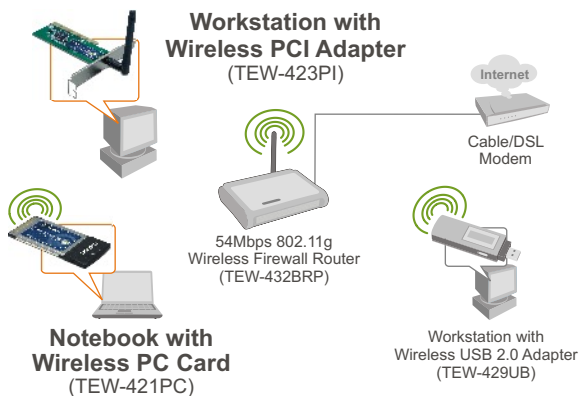 Workstation with
Wireless PCI Adapter
(TEW-423PI)
Internet
Cable/DSL
Modem
54Mbps 802.11g
Wireless Firewall Router
(TEW-432BRP)
Notebook with
Wireless PC Card
(TEW-421PC)
Workstation with
Wireless USB 2.0 Adapter
(TEW-429UB)